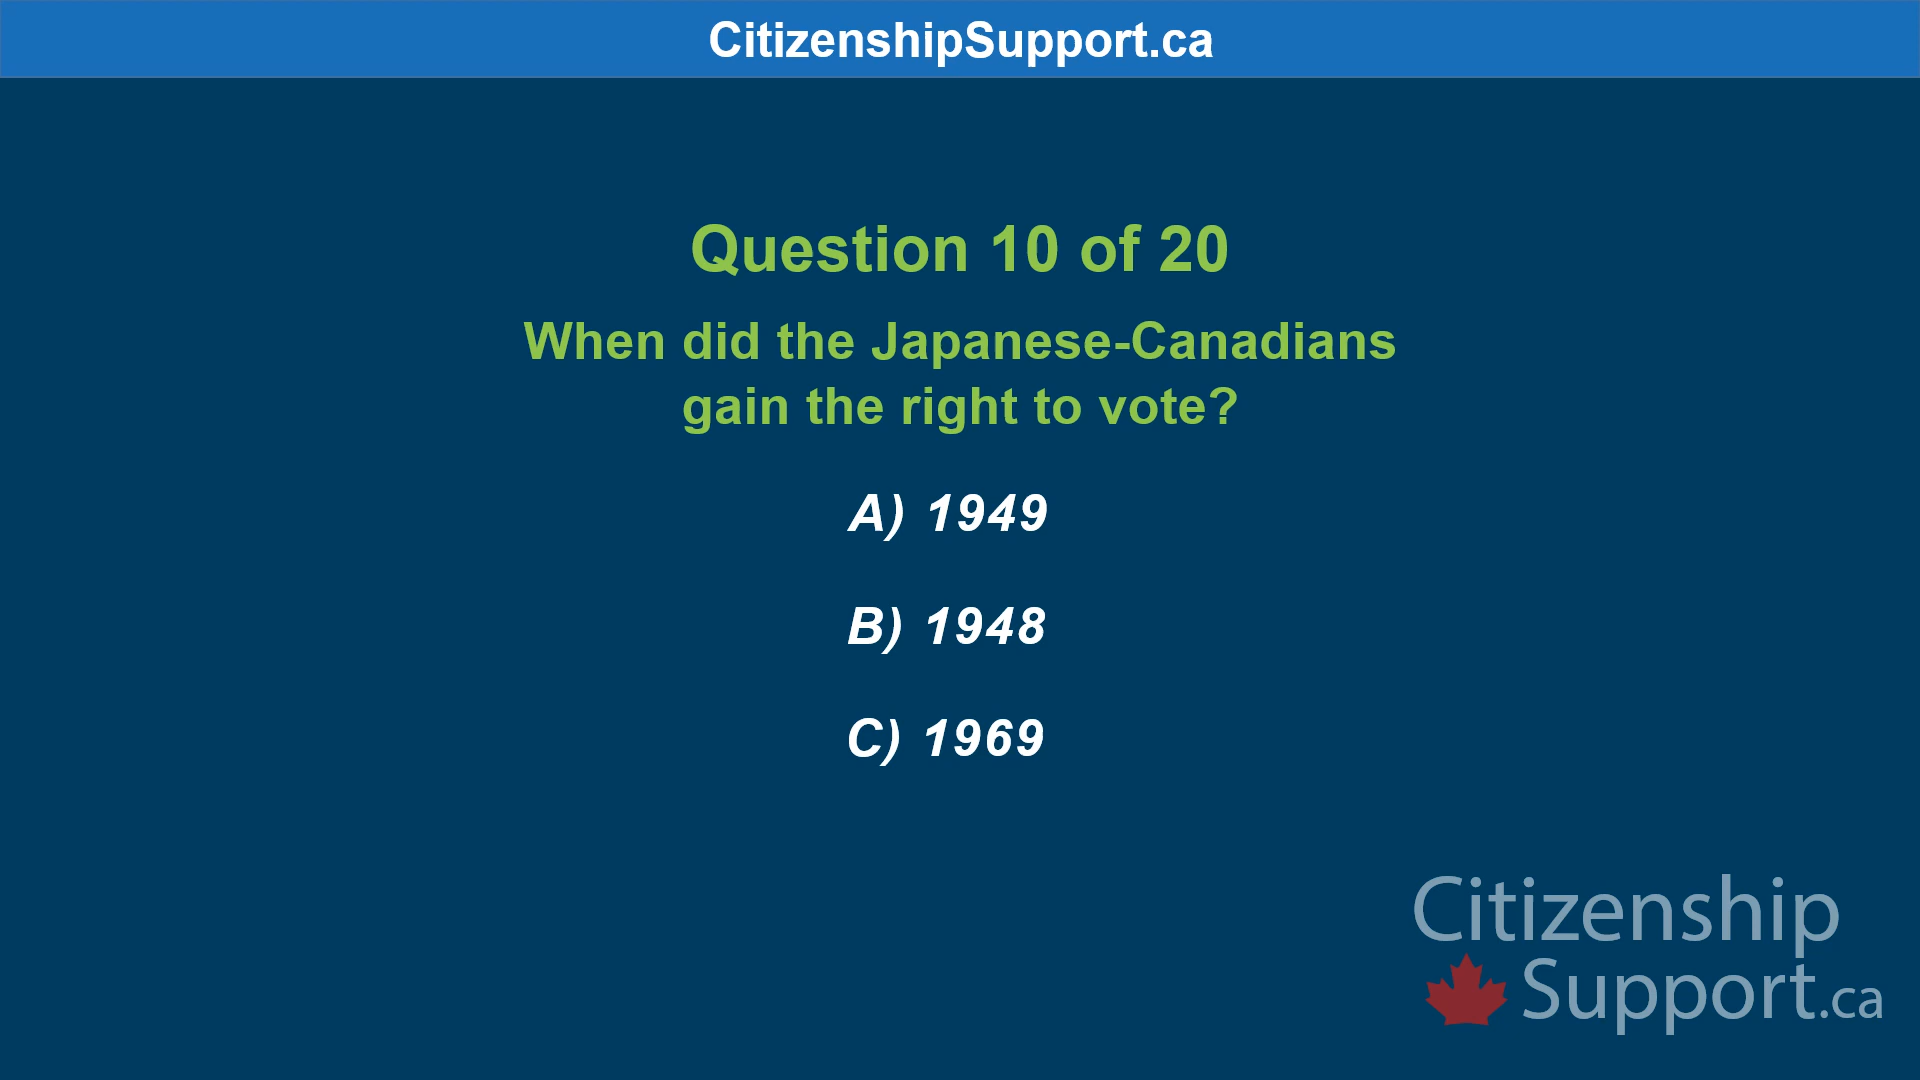 CitizenshipSupport.ca
Question 10 of 20
When did the Japanese-Canadians
gain the right to vote?
A) 1949
B) 1948
C) 1969
Citizenship
Support.ca